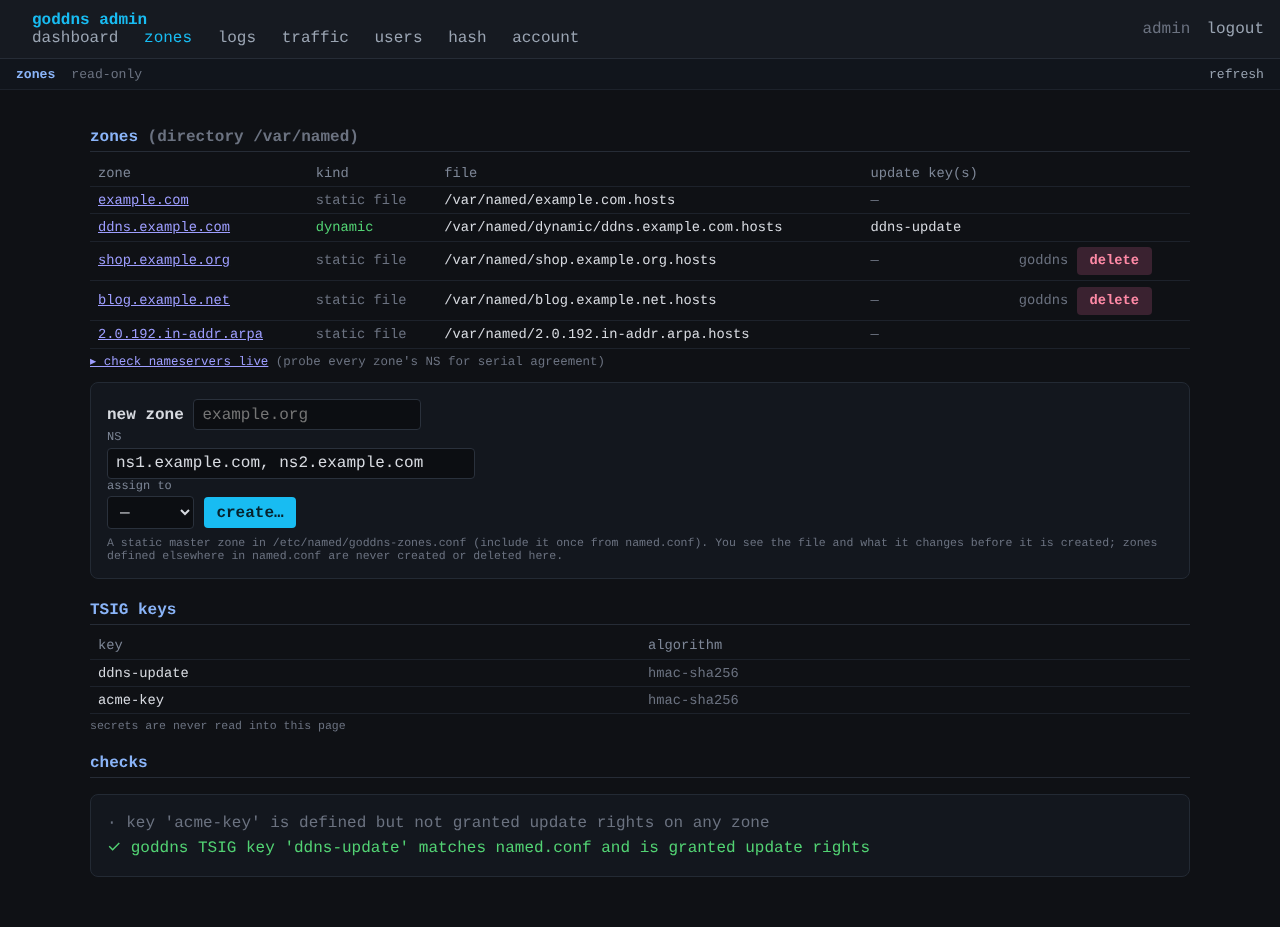 goddns admin
dashboard zones logs traffic users hash account
admin logout
zones read-only refresh
zones (directory /var/named)
zone kind file update key(s)
example.com static file /var/named/example.com.hosts —
ddns.example.com dynamic /var/named/dynamic/ddns.example.com.hosts ddns-update
shop.example.org static file /var/named/shop.example.org.hosts — goddns delete
blog.example.net static file /var/named/blog.example.net.hosts — goddns delete
2.0.192.in-addr.arpa static file /var/named/2.0.192.in-addr.arpa.hosts —
▸ check nameservers live (probe every zone's NS for serial agreement)
new zone example.org
NS
ns1.example.com, ns2.example.com
assign to
— create…
A static master zone in /etc/named/goddns-zones.conf (include it once from named.conf). You see the file and what it changes before it is created; zones
defined elsewhere in named.conf are never created or deleted here.
TSIG keys
key algorithm
ddns-update hmac-sha256
acme-key hmac-sha256
secrets are never read into this page
checks
· key 'acme-key' is defined but not granted update rights on any zone
✓ goddns TSIG key 'ddns-update' matches named.conf and is granted update rights